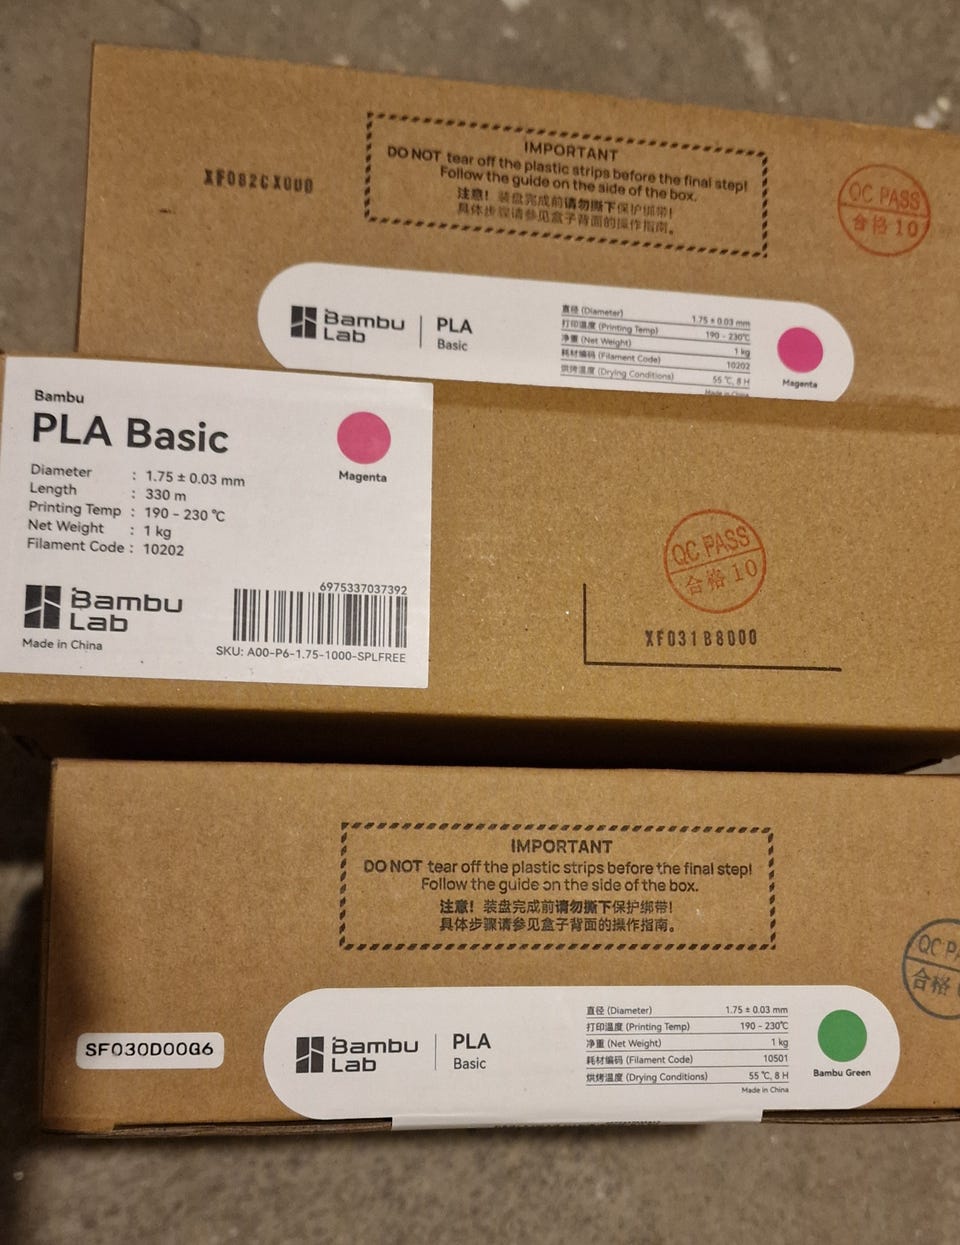 IMPORTANT
DO NOT tear off the plastic strips before the final step!
Follow the guide on the side of the box.
注意！装盘完成前请勿撕下保护绑带！
具体步骤请参见盒子背面的操作指南。
XF082CX000
QC PASS
合格 10
Bambu
Lab
PLA
Basic
直径 (Diameter) 1.75 ± 0.03 mm
打印温度 (Printing Temp) 190 - 230℃
净重 (Net Weight) 1 kg
耗材编码 (Filament Code) 10202
烘烤温度 (Drying Conditions) 55 ℃, 8 H
Made in China
Magenta
Bambu
PLA Basic
Magenta
Diameter : 1.75 ± 0.03 mm
Length : 330 m
Printing Temp : 190 - 230 ℃
Net Weight : 1 kg
Filament Code : 10202
Bambu
Lab
Made in China
6975337037392
SKU: A00-P6-1.75-1000-SPLFREE
QC PASS
合格 10
XF031B8000
IMPORTANT
DO NOT tear off the plastic strips before the final step!
Follow the guide on the side of the box.
注意！装盘完成前请勿撕下保护绑带！
具体步骤请参见盒子背面的操作指南。
QC PA
合格
SF030D00G6
Bambu
Lab
PLA
Basic
直径 (Diameter) 1.75 ± 0.03 mm
打印温度 (Printing Temp) 190 - 230℃
净重 (Net Weight) 1 kg
耗材编码 (Filament Code) 10501
烘烤温度 (Drying Conditions) 55 ℃, 8 H
Made in China
Bambu Green